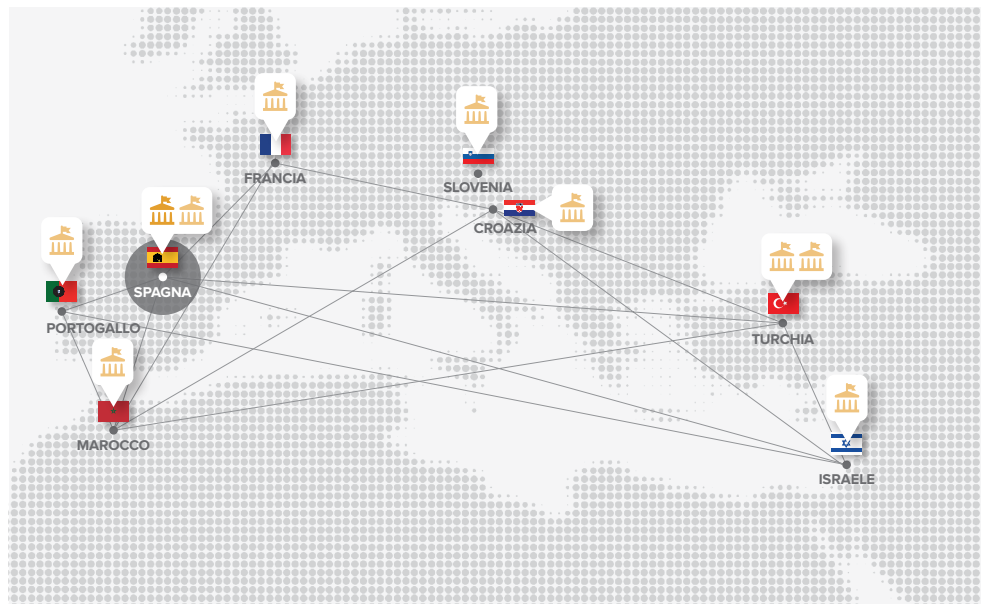 FRANCIA
SLOVENIA
CROAZIA
SPAGNA
PORTOGALLO
TURCHIA
MAROCCO
ISRAELE